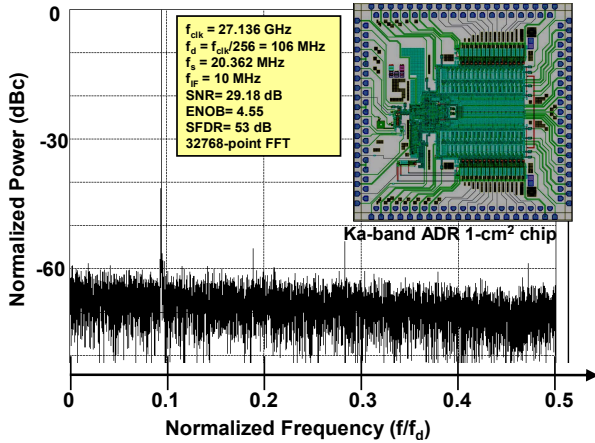 0
-30
-60
Normalized Power (dBc)
f_clk = 27.136 GHz
f_d = f_clk/256 = 106 MHz
f_s = 20.362 MHz
f_IF = 10 MHz
SNR= 29.18 dB
ENOB= 4.55
SFDR= 53 dB
32768-point FFT
Ka-band ADR 1-cm² chip
0 0.1 0.2 0.3 0.4 0.5
Normalized Frequency (f/f_d)